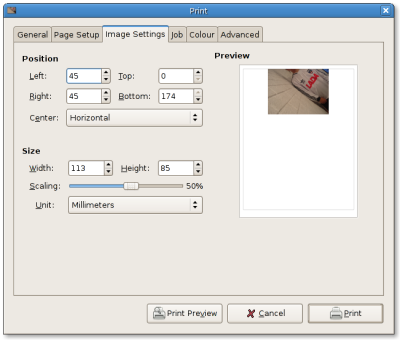 Print
General Page Setup Image Settings Job Colour Advanced
Position
Left: 45 Top: 0
Right: 45 Bottom: 174
Center: Horizontal
Size
Width: 113 Height: 85
Scaling: 50%
Unit: Millimeters
Preview
Print Preview Cancel Print